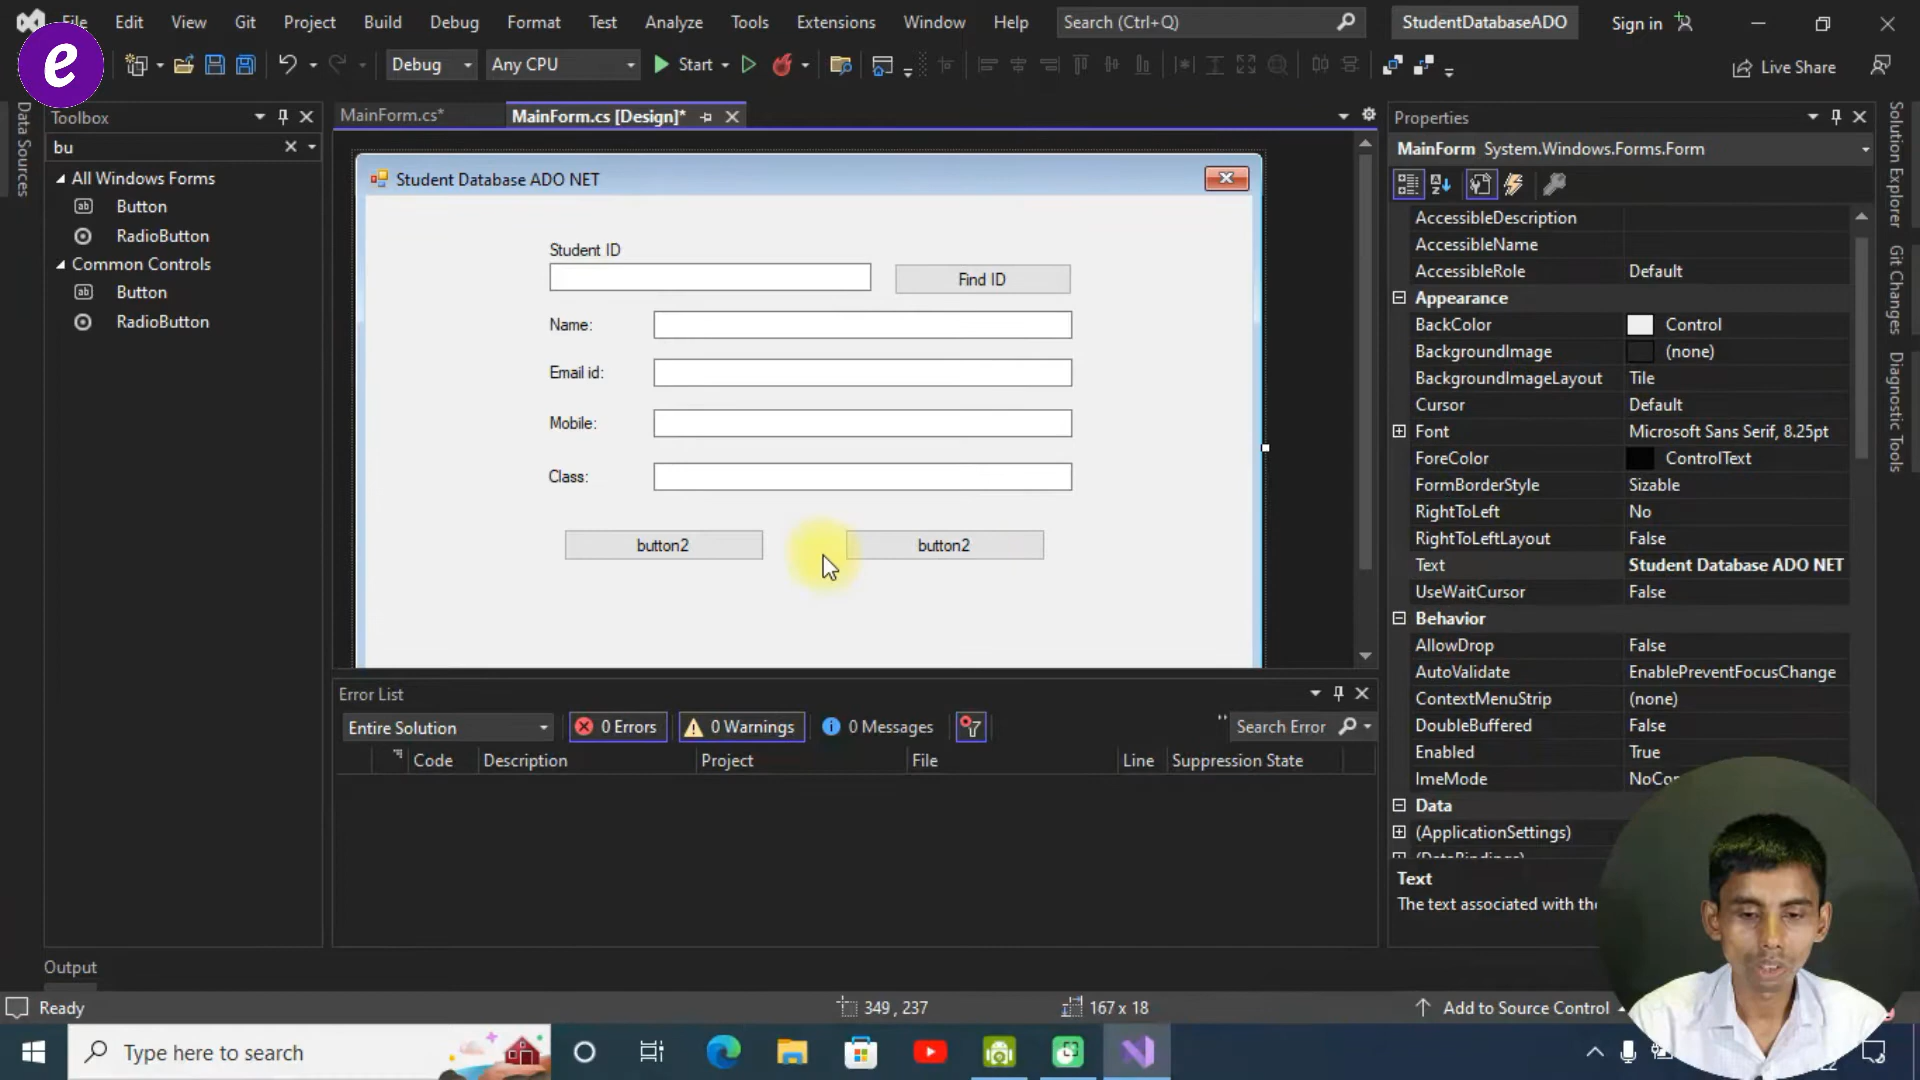 e
File Edit View Git Project Build Debug Format Test Analyze Tools Extensions Window Help Search (Ctrl+Q) StudentDatabaseADO Sign in
Debug Any CPU Start Live Share
Data Sources
Toolbox
bu
All Windows Forms
Button
RadioButton
Common Controls
Button
RadioButton
MainForm.cs* MainForm.cs [Design]*
Student Database ADO NET
Student ID
Find ID
Name:
Email id:
Mobile:
Class:
button2 button2
Error List
Entire Solution 0 Errors 0 Warnings 0 Messages Search Error
Code Description Project File Line Suppression State
Properties
MainForm System.Windows.Forms.Form
AccessibleDescription
AccessibleName
AccessibleRole Default
Appearance
BackColor Control
BackgroundImage (none)
BackgroundImageLayout Tile
Cursor Default
Font Microsoft Sans Serif, 8.25pt
ForeColor ControlText
FormBorderStyle Sizable
RightToLeft No
RightToLeftLayout False
Text Student Database ADO NET
UseWaitCursor False
Behavior
AllowDrop False
AutoValidate EnablePreventFocusChange
ContextMenuStrip (none)
DoubleBuffered False
Enabled True
ImeMode NoCon
Data
(ApplicationSettings)
(DataBindings)
Text
The text associated with the
Solution Explorer
Git Changes
Diagnostic Tools
Output
Ready 349 , 237 167 x 18 Add to Source Control
Type here to search